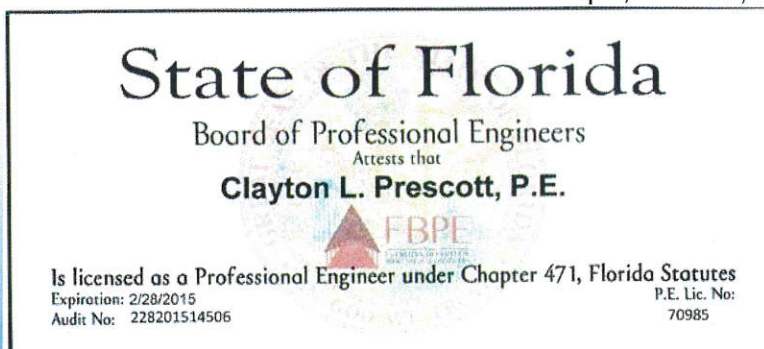 State of Florida
Board of Professional Engineers
Attests that
Clayton L. Prescott, P.E.
FBPE
Is licensed as a Professional Engineer under Chapter 471, Florida Statutes
Expiration: 2/28/2015
P.E. Lic. No:
Audit No: 228201514506
70985